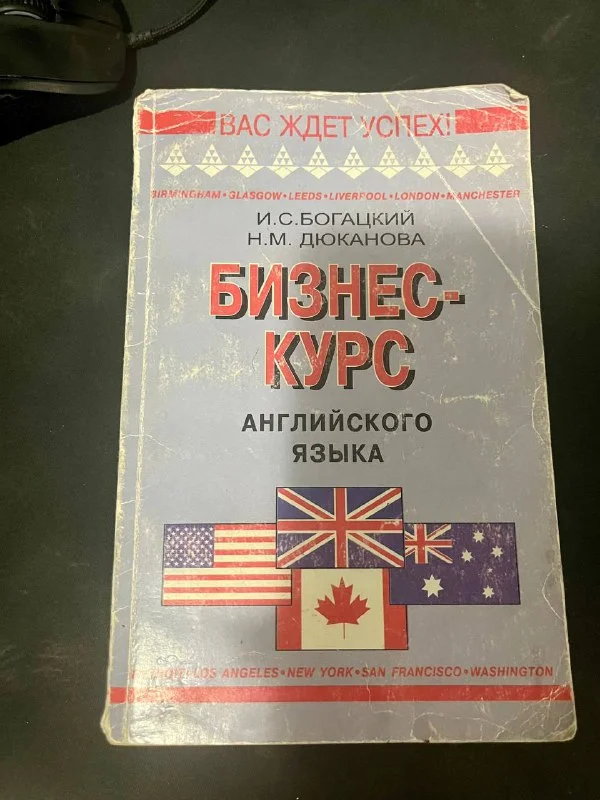 ВАС ЖДЕТ УСПЕХ!
BIRMINGHAM•GLASGOW•LEEDS•LIVERPOOL•LONDON•MANCHESTER
И.С.БОГАЦКИЙ
Н.М. ДЮКАНОВА
БИЗНЕС-
КУРС
АНГЛИЙСКОГО
ЯЗЫКА
LOS ANGELES•NEW YORK•SAN FRANCISCO•WASHINGTON